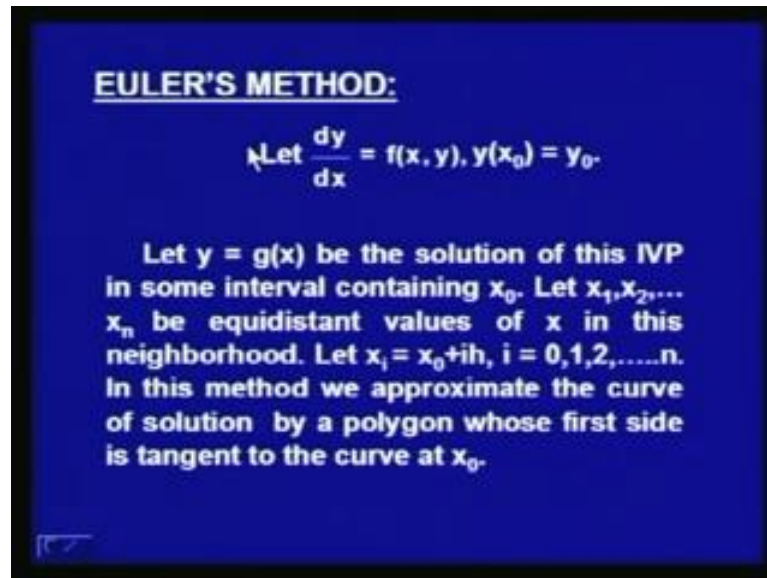 EULER'S METHOD:
Let dy/dx = f(x,y), y(x₀) = y₀.
Let y = g(x) be the solution of this IVP
in some interval containing x₀. Let x₁,x₂,...
xₙ be equidistant values of x in this
neighborhood. Let xᵢ = x₀+ih, i = 0,1,2,.....n.
In this method we approximate the curve
of solution by a polygon whose first side
is tangent to the curve at x₀.